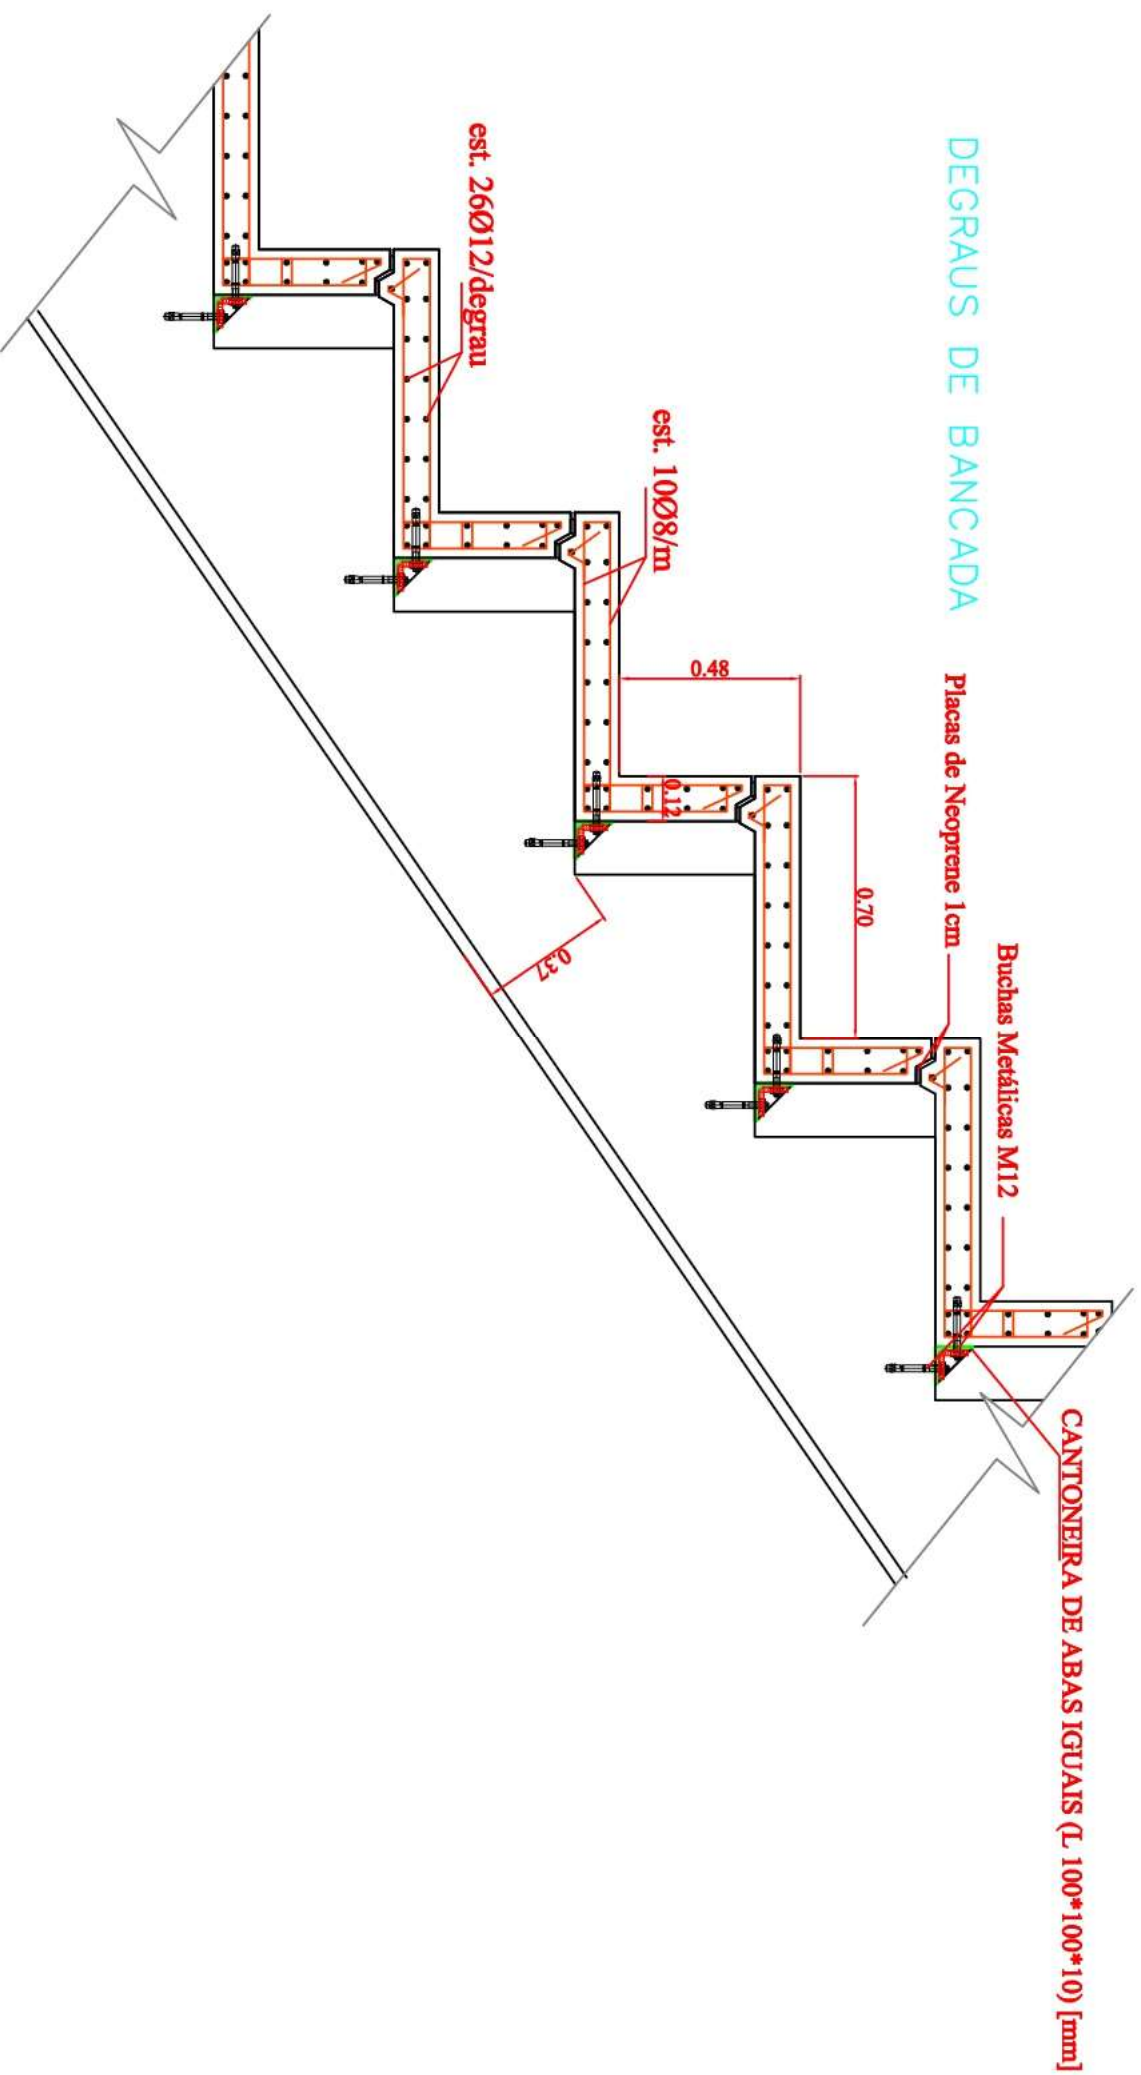 DEGRAUS DE BANCADA
CANTONEIRA DE ABAS IGUAIS (L 100*100*10) [mm]
Buchas Metálicas M12
Placas de Neoprene 1cm
0.70
0.48
est. 10Ø8/m
0.12
0.37
est. 26Ø12/degrau